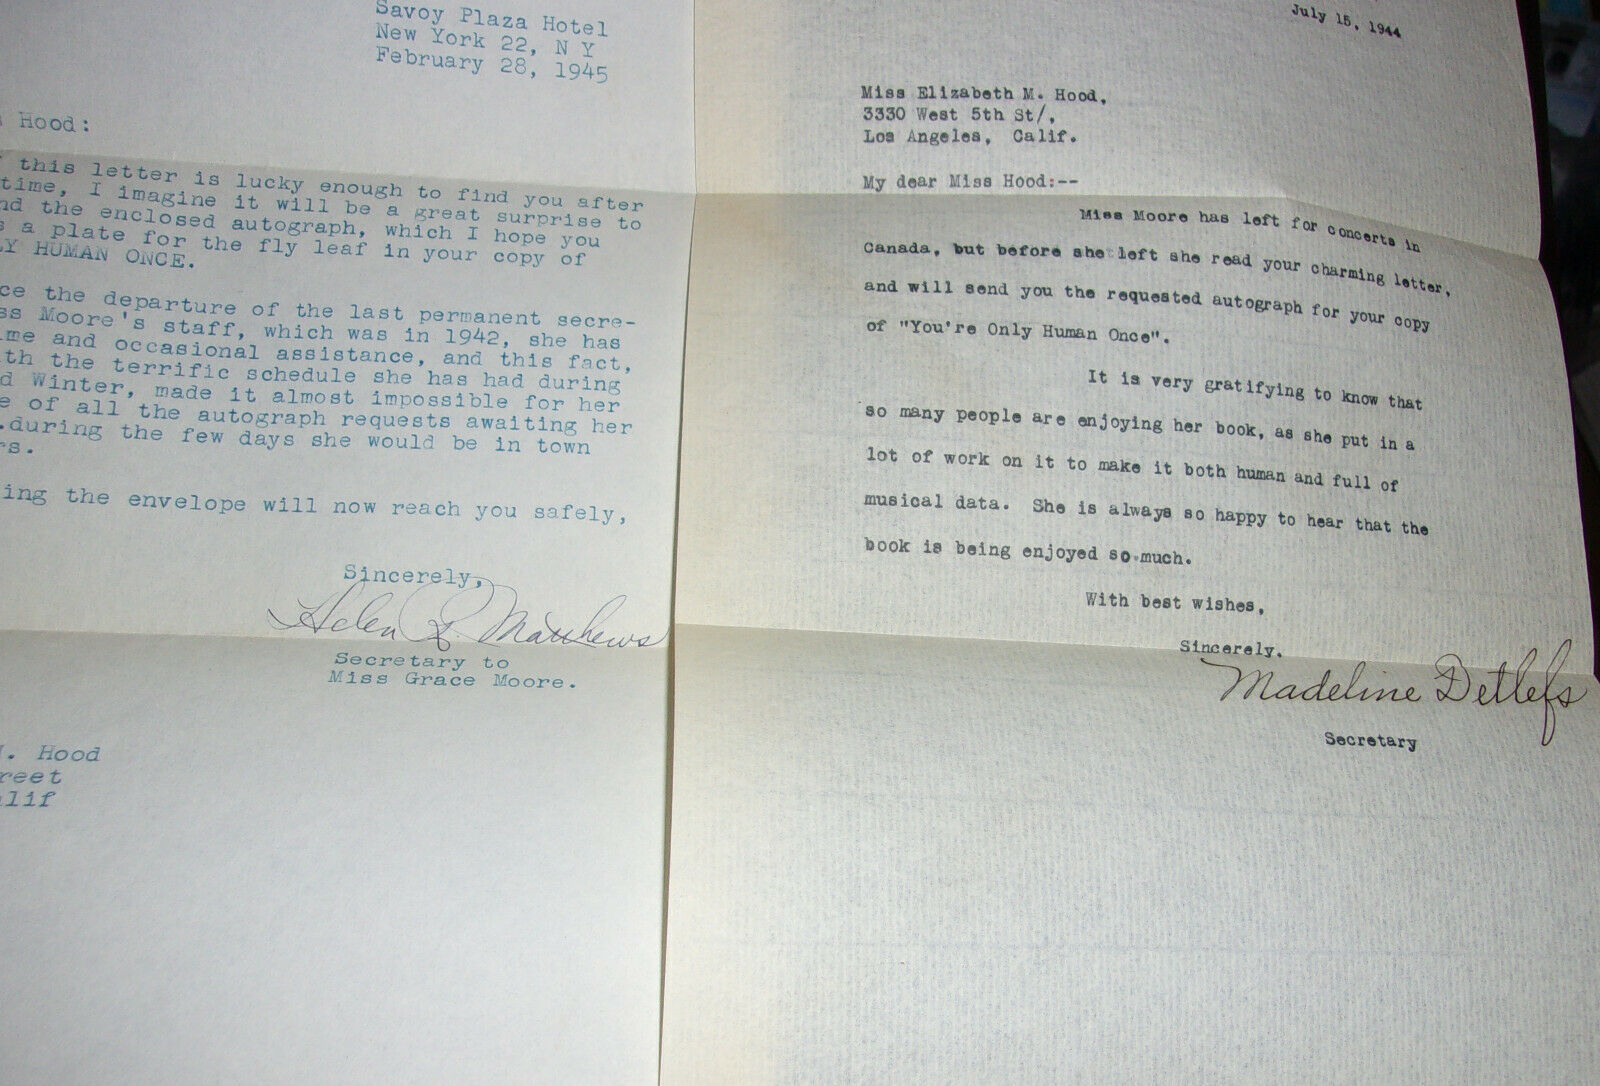 Savoy Plaza Hotel
New York 22, N Y
February 28, 1945
Hood:
this letter is lucky enough to find you after
time, I imagine it will be a great surprise to
the enclosed autograph, which I hope you
a plate for the fly leaf in your copy of
HUMAN ONCE.
the departure of the last permanent secre-
Moore's staff, which was in 1942, she has
and occasional assistance, and this fact,
the terrific schedule she has had during
Winter, made it almost impossible for her
of all the autograph requests awaiting her
.during the few days she would be in town
ing the envelope will now reach you safely,
Sincerely,
Helen R. Matthews
Secretary to
Miss Grace Moore.
. Hood
reet
alif
July 15, 1944
Miss Elizabeth M. Hood,
3330 West 5th St/,
Los Angeles, Calif.
My dear Miss Hood:--
Miss Moore has left for concerts in
Canada, but before she left she read your charming letter,
and will send you the requested autograph for your copy
of "You're Only Human Once".
It is very gratifying to know that
so many people are enjoying her book, as she put in a
lot of work on it to make it both human and full of
musical data. She is always so happy to hear that the
book is being enjoyed so.much.
With best wishes,
Sincerely.
Madeline Detlefs
Secretary